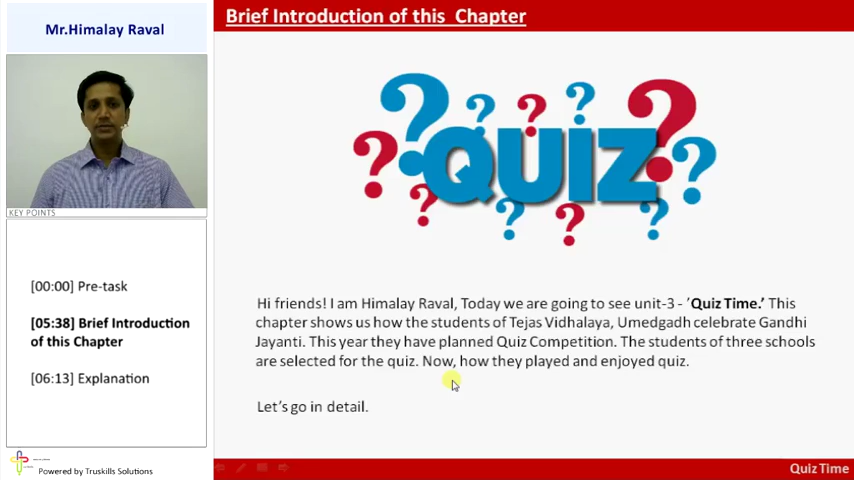 Mr.Himalay Raval
KEY POINTS
[00:00] Pre-task
[05:38] Brief Introduction
of this Chapter
[06:13] Explanation
Powered by Truskills Solutions
Brief Introduction of this Chapter
QUIZ
Hi friends! I am Himalay Raval, Today we are going to see unit-3 - 'Quiz Time.' This
chapter shows us how the students of Tejas Vidhalaya, Umedgadh celebrate Gandhi
Jayanti. This year they have planned Quiz Competition. The students of three schools
are selected for the quiz. Now, how they played and enjoyed quiz.
Let's go in detail.
Quiz Time